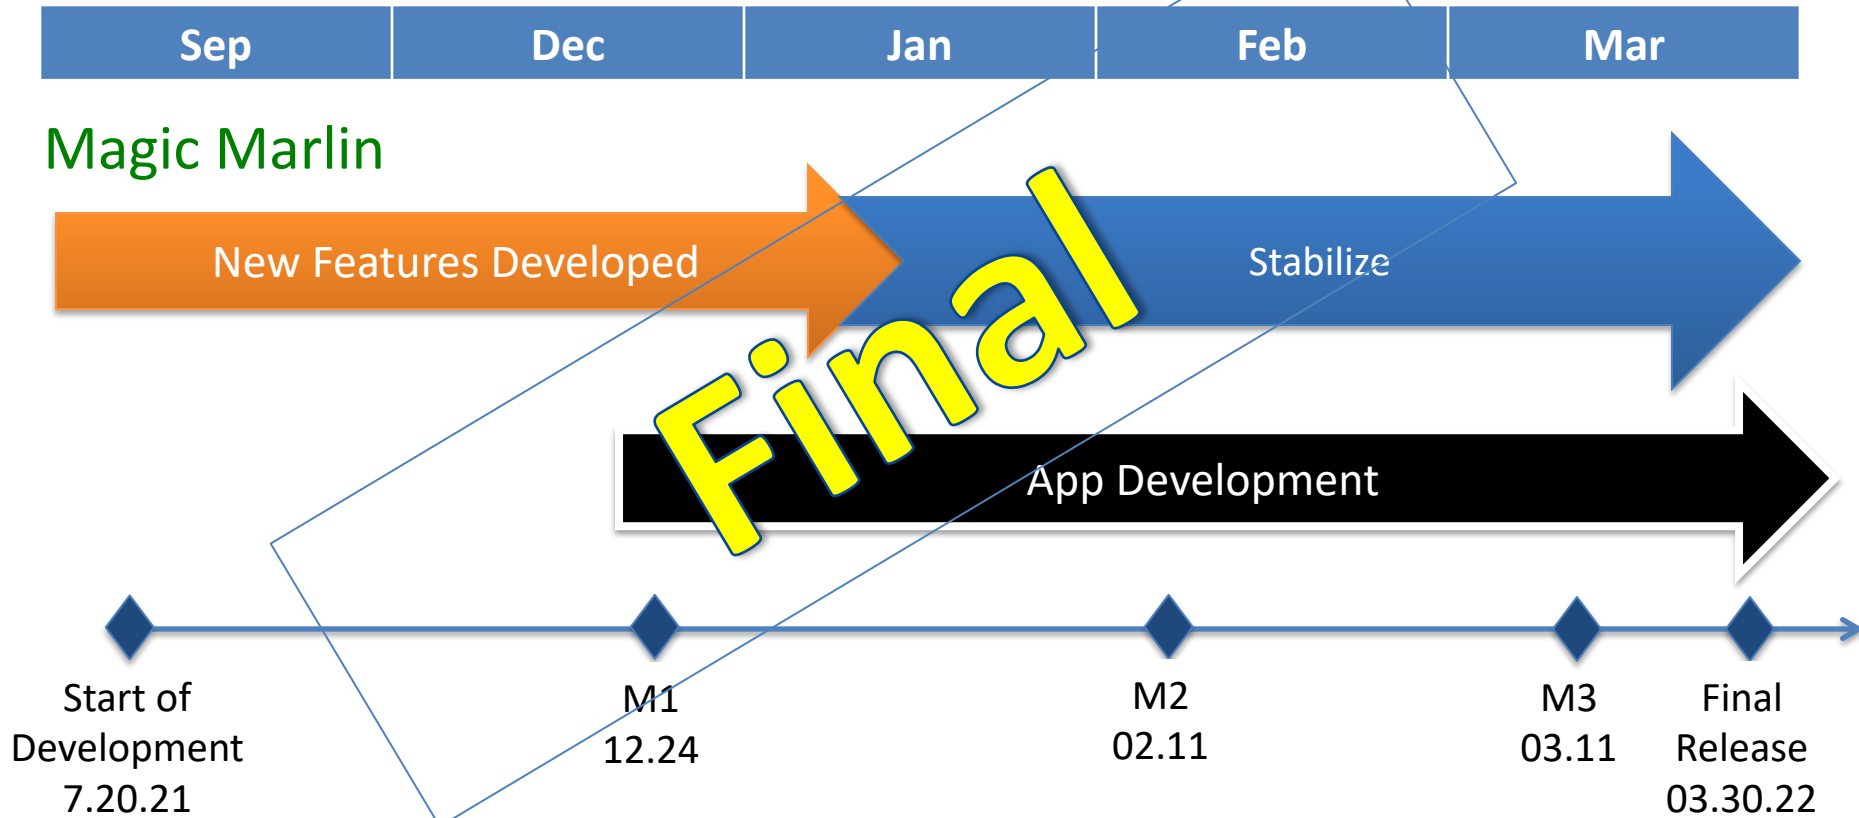 Sep Dec Jan Feb Mar
Magic Marlin
New Features Developed
Stabilize
Final
App Development
Start of
Development
7.20.21
M1
12.24
M2
02.11
M3
03.11
Final
Release
03.30.22